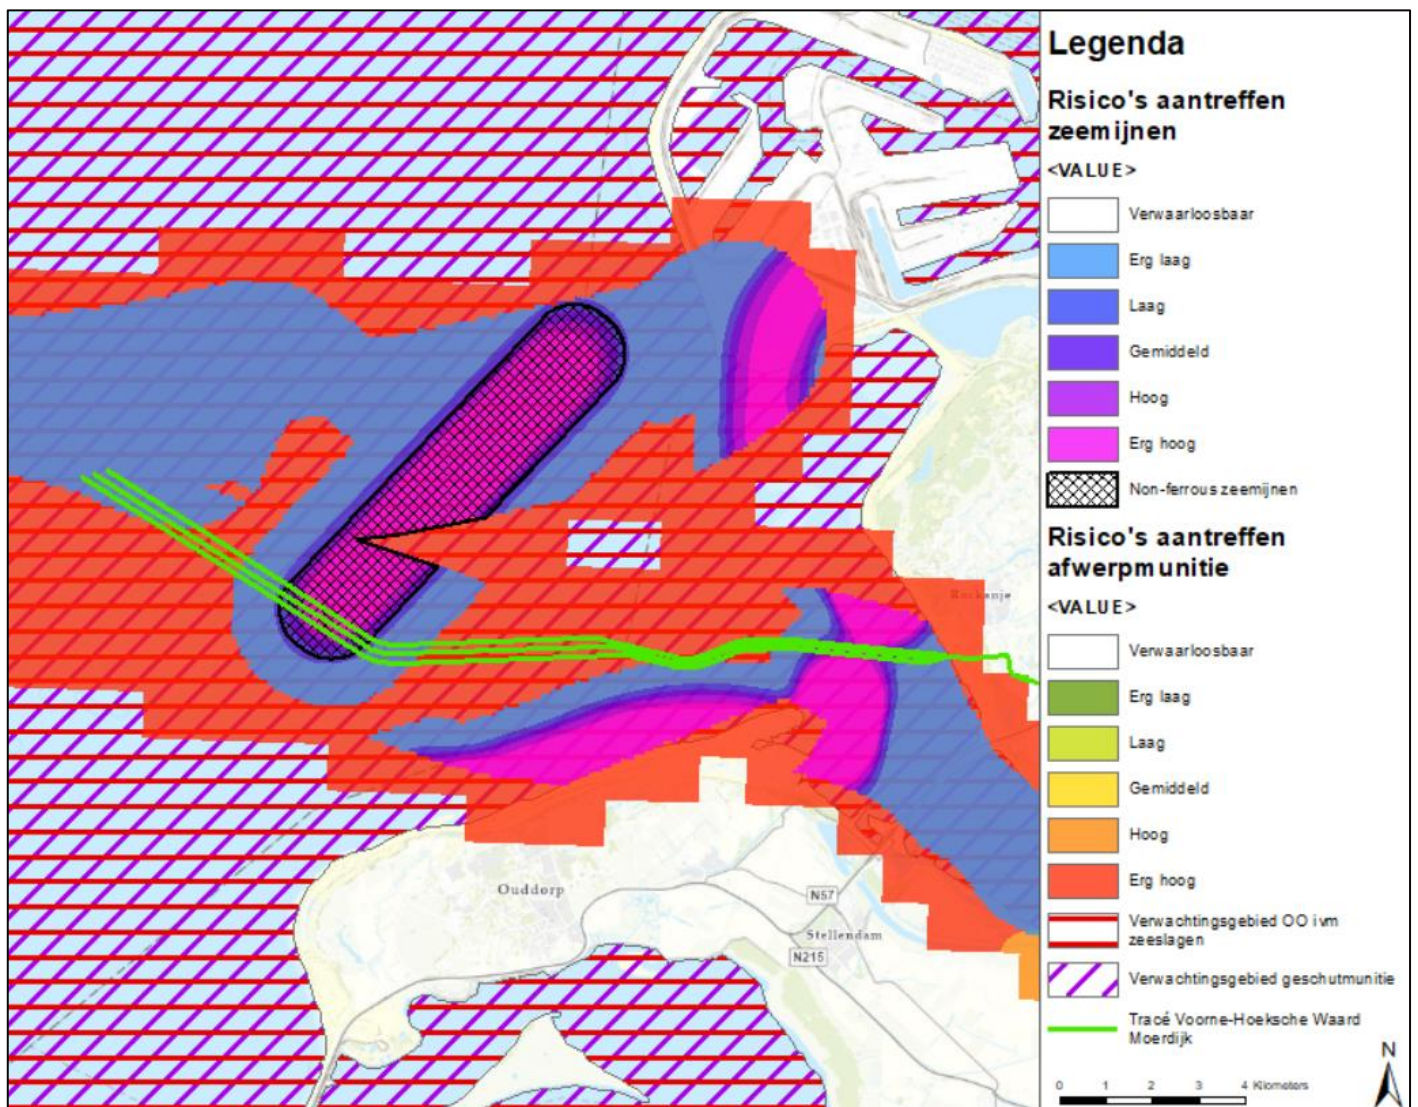 Legenda
Risico's aantreffen
zeemijnen
<VALUE>
Verwaarloosbaar
Erg laag
Laag
Gemiddeld
Hoog
Erg hoog
Non-ferrous zeemijnen
Risico's aantreffen
afwerpmunitie
<VALUE>
Verwaarloosbaar
Erg laag
Laag
Gemiddeld
Hoog
Erg hoog
Verwachtingsgebied OO ivm
zeeslagen
Verwachtingsgebied geschutmunitie
Tracé Voorne-Hoeksche Waard
Moerdijk
N
0 1 2 3 4 Kilometers
Rockanje
Ouddorp
N57
Stellendam
N215